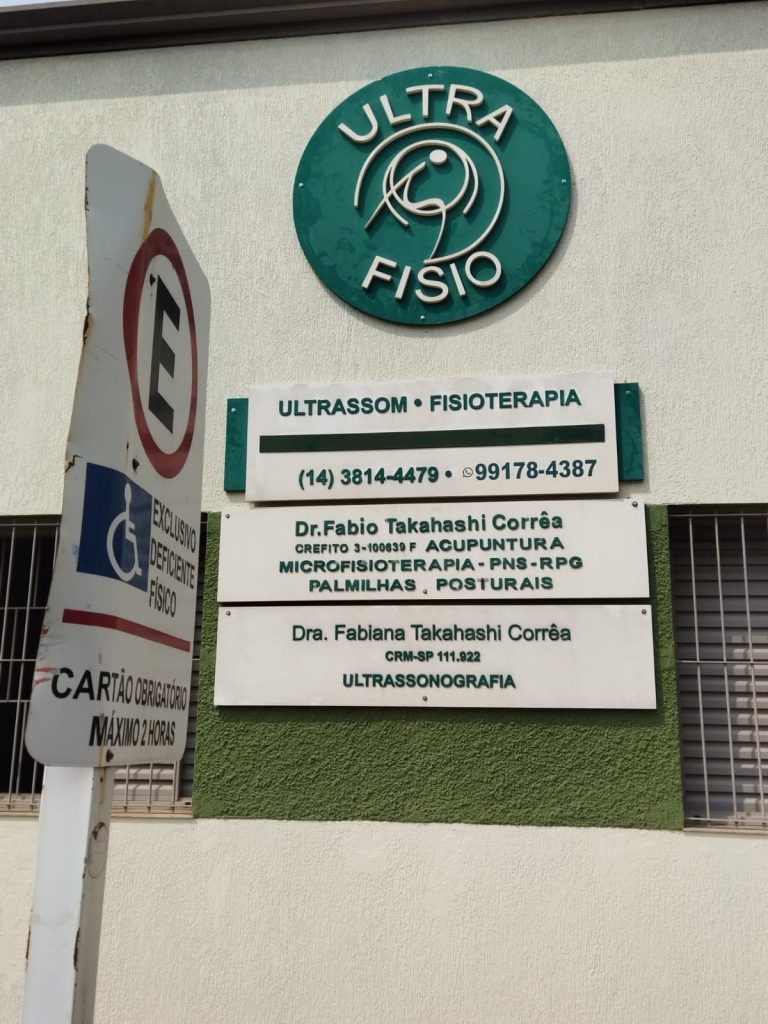 ULTRA
FISIO
ULTRASSOM • FISIOTERAPIA
(14) 3814-4479 • 99178-4387
Dr.Fabio Takahashi Corrêa
CREFITO 3-100639 F ACUPUNTURA
MICROFISIOTERAPIA - PNS - RPG
PALMILHAS POSTURAIS
Dra. Fabiana Takahashi Corrêa
CRM-SP 111.922
ULTRASSONOGRAFIA
E
EXCLUSIVO
DEFICIENTE
FÍSICO
CARTÃO OBRIGATÓRIO
MÁXIMO 2 HORAS